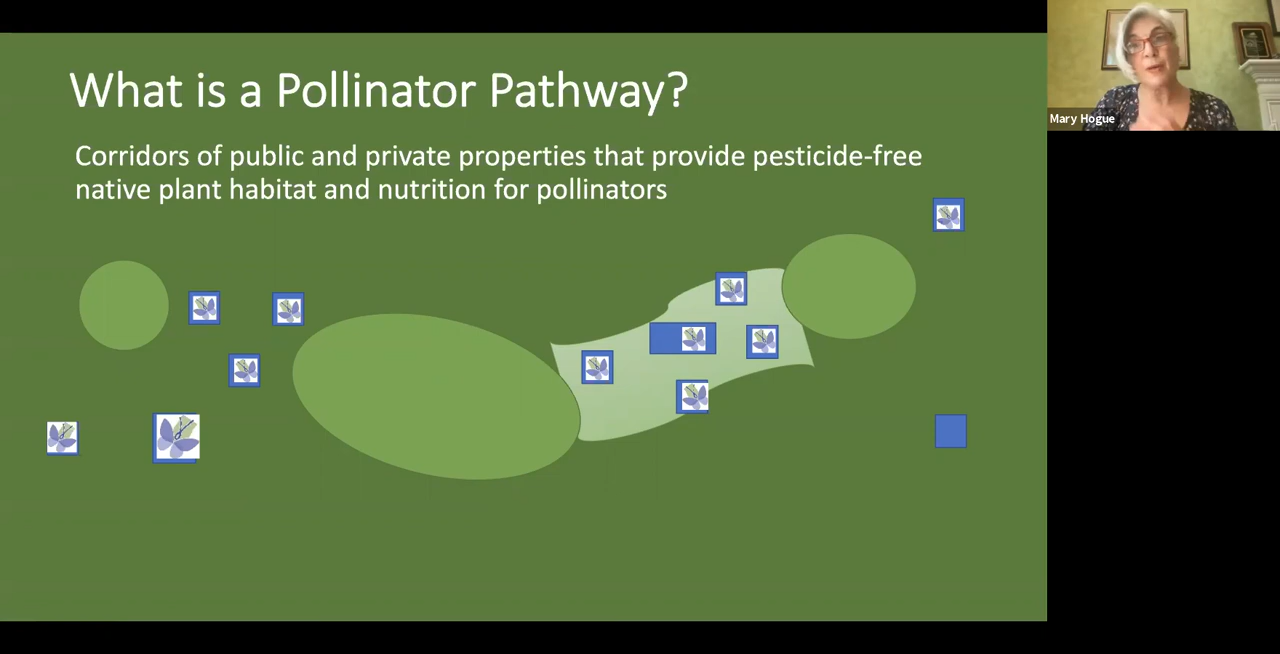 What is a Pollinator Pathway?
Corridors of public and private properties that provide pesticide-free
native plant habitat and nutrition for pollinators
Mary Hogue